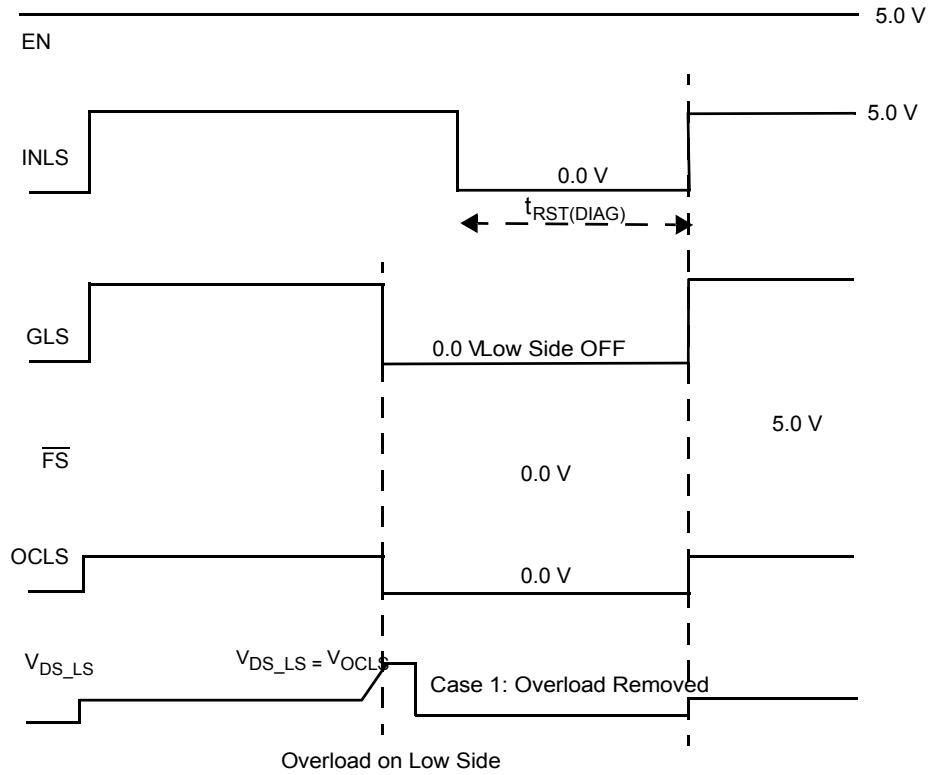 5.0 V
EN
5.0 V
INLS
0.0 V
tRST(DIAG)
GLS
0.0 VLow Side OFF
5.0 V
FS
0.0 V
OCLS
0.0 V
VDS_LS
VDS_LS = VOCLS
Case 1: Overload Removed
Overload on Low Side